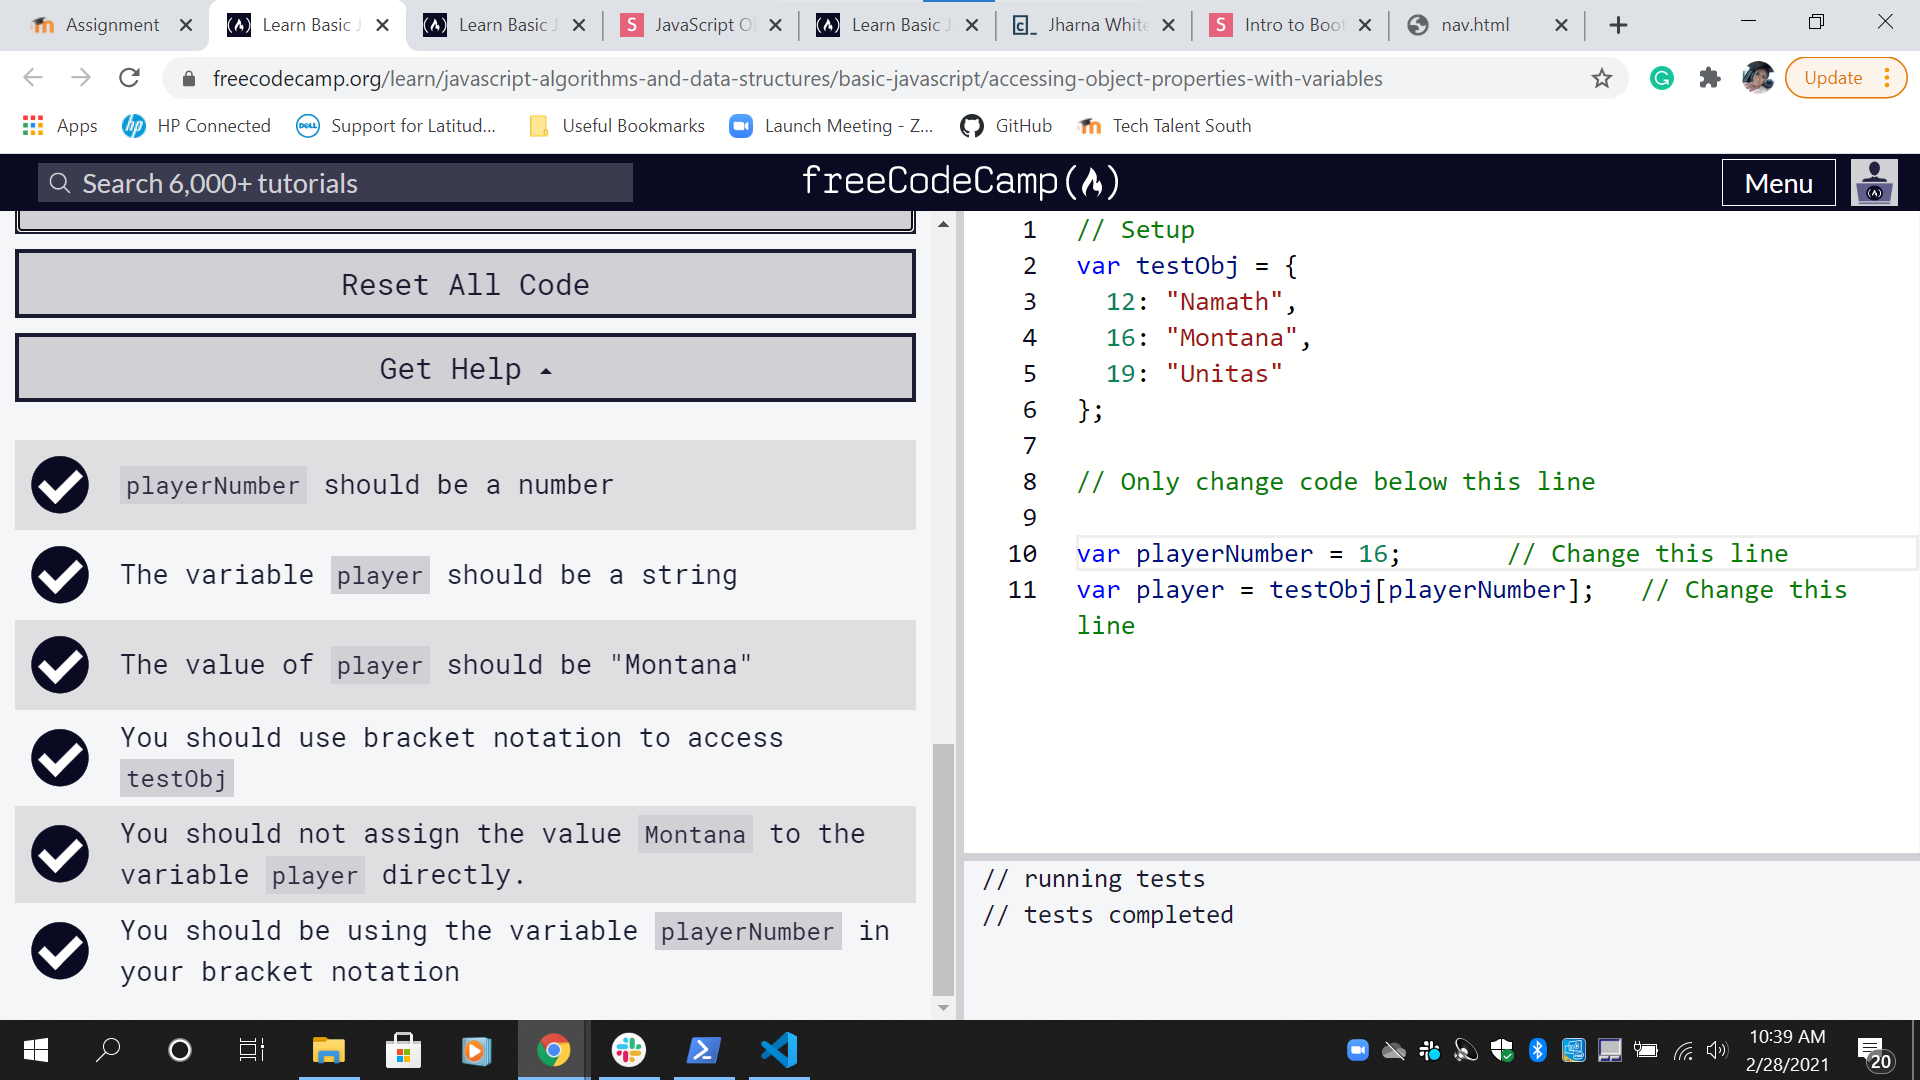 Assignment
Learn Basic J
Learn Basic J
S JavaScript O
Learn Basic J
Jharna White
S Intro to Boo
nav.html
freecodecamp.org/learn/javascript-algorithms-and-data-structures/basic-javascript/accessing-object-properties-with-variables
Update
Apps
HP Connected
Support for Latitud...
Useful Bookmarks
Launch Meeting - Z...
GitHub
Tech Talent South
Search 6,000+ tutorials
freeCodeCamp
Menu
Reset All Code
Get Help
playerNumber should be a number
The variable player should be a string
The value of player should be "Montana"
You should use bracket notation to access
testObj
You should not assign the value Montana to the
variable player directly.
You should be using the variable playerNumber in
your bracket notation
1 // Setup
2 var testObj = {
3 12: "Namath",
4 16: "Montana",
5 19: "Unitas"
6 };
7
8 // Only change code below this line
9
10 var playerNumber = 16; // Change this line
11 var player = testObj[playerNumber]; // Change this
line
// running tests
// tests completed
10:39 AM
2/28/2021
20